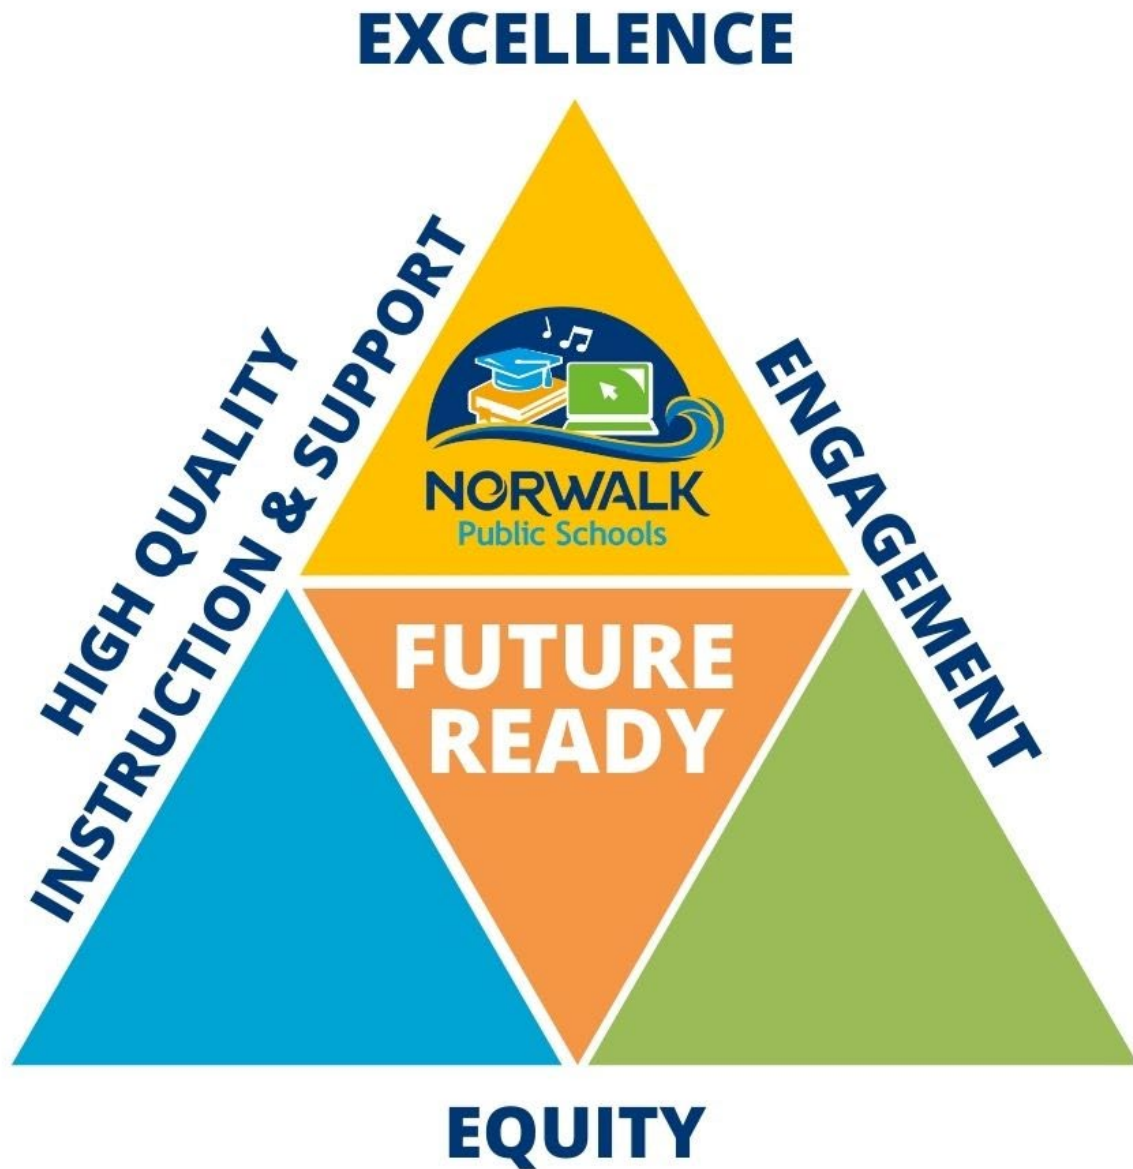 EXCELLENCE
HIGH QUALITY
INSTRUCTION & SUPPORT
ENGAGEMENT
NORWALK
Public Schools
FUTURE
READY
EQUITY